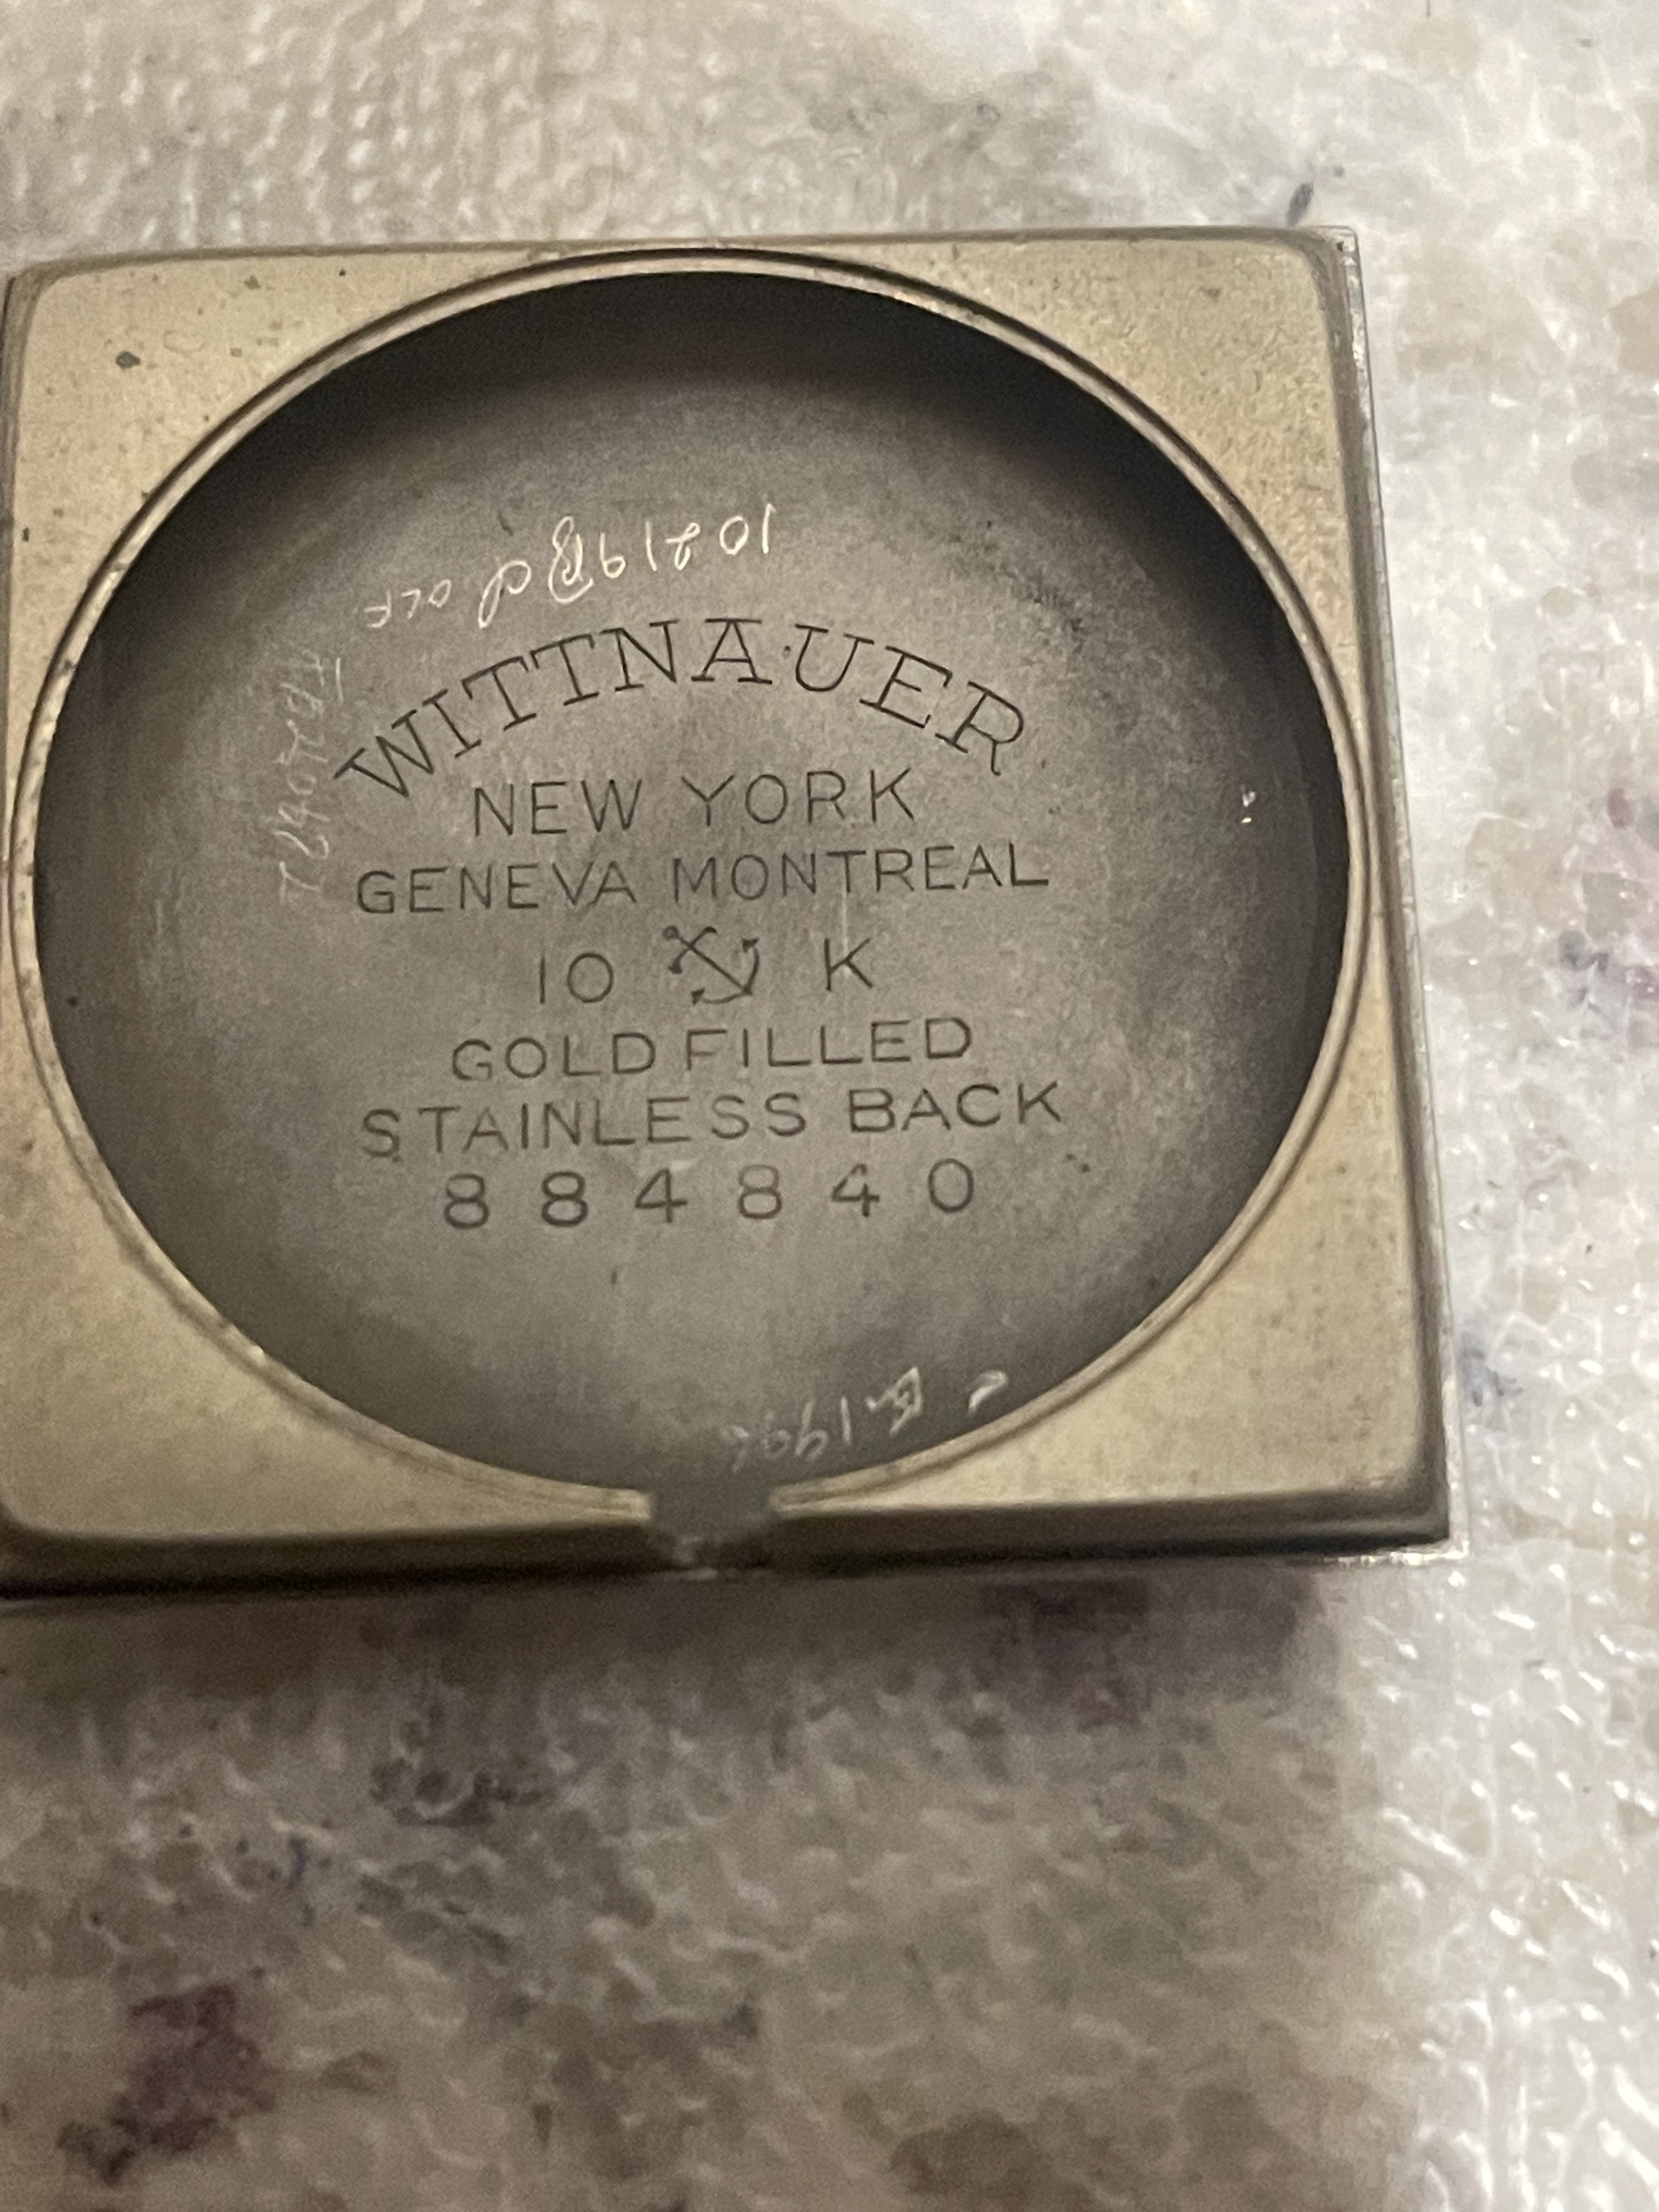 WITTNAUER
NEW YORK
GENEVA MONTREAL
10 K
GOLD FILLED
STAINLESS BACK
884840